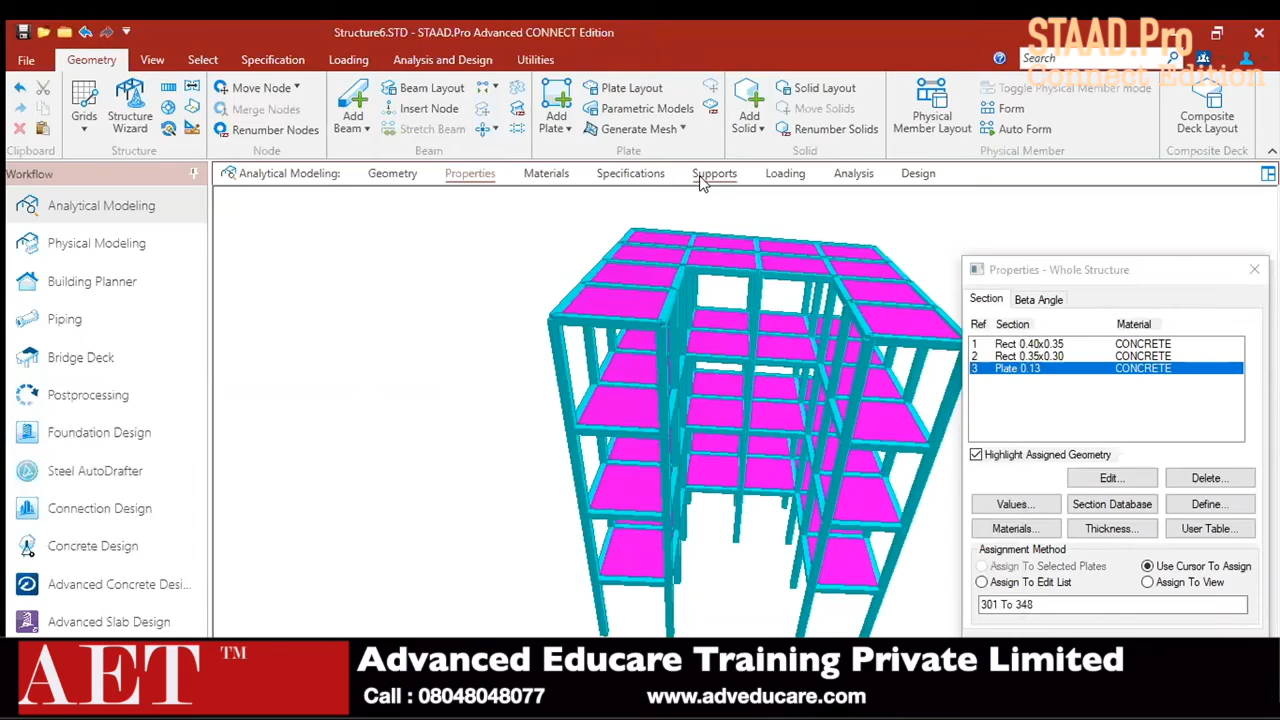 Structure6.STD - STAAD.Pro Advanced CONNECT Edition
STAAD.Pro
Connect Edition
File Geometry View Select Specification Loading Analysis and Design Utilities Search
Grids
Structure Wizard
Clipboard
Structure
Move Node
Merge Nodes
Renumber Nodes
Node
Add Beam
Beam Layout
Insert Node
Stretch Beam
Beam
Add Plate
Plate Layout
Parametric Models
Generate Mesh
Plate
Add Solid
Solid Layout
Move Solids
Renumber Solids
Solid
Physical Member Layout
Toggle Physical Member mode
Form
Auto Form
Physical Member
Composite Deck Layout
Composite Deck
Workflow
Analytical Modeling: Geometry Properties Materials Specifications Supports Loading Analysis Design
Analytical Modeling
Physical Modeling
Building Planner
Piping
Bridge Deck
Postprocessing
Foundation Design
Steel AutoDrafter
Connection Design
Concrete Design
Advanced Concrete Desi...
Advanced Slab Design
Properties - Whole Structure
Section Beta Angle
Ref Section Material
1 Rect 0.40x0.35 CONCRETE
2 Rect 0.35x0.30 CONCRETE
3 Plate 0.13 CONCRETE
Highlight Assigned Geometry
Edit... Delete...
Values... Section Database Define...
Materials... Thickness... User Table...
Assignment Method
Assign To Selected Plates Use Cursor To Assign
Assign To Edit List Assign To View
301 To 348
AET ™
Advanced Educare Training Private Limited
Call : 08048048077 www.adveducare.com